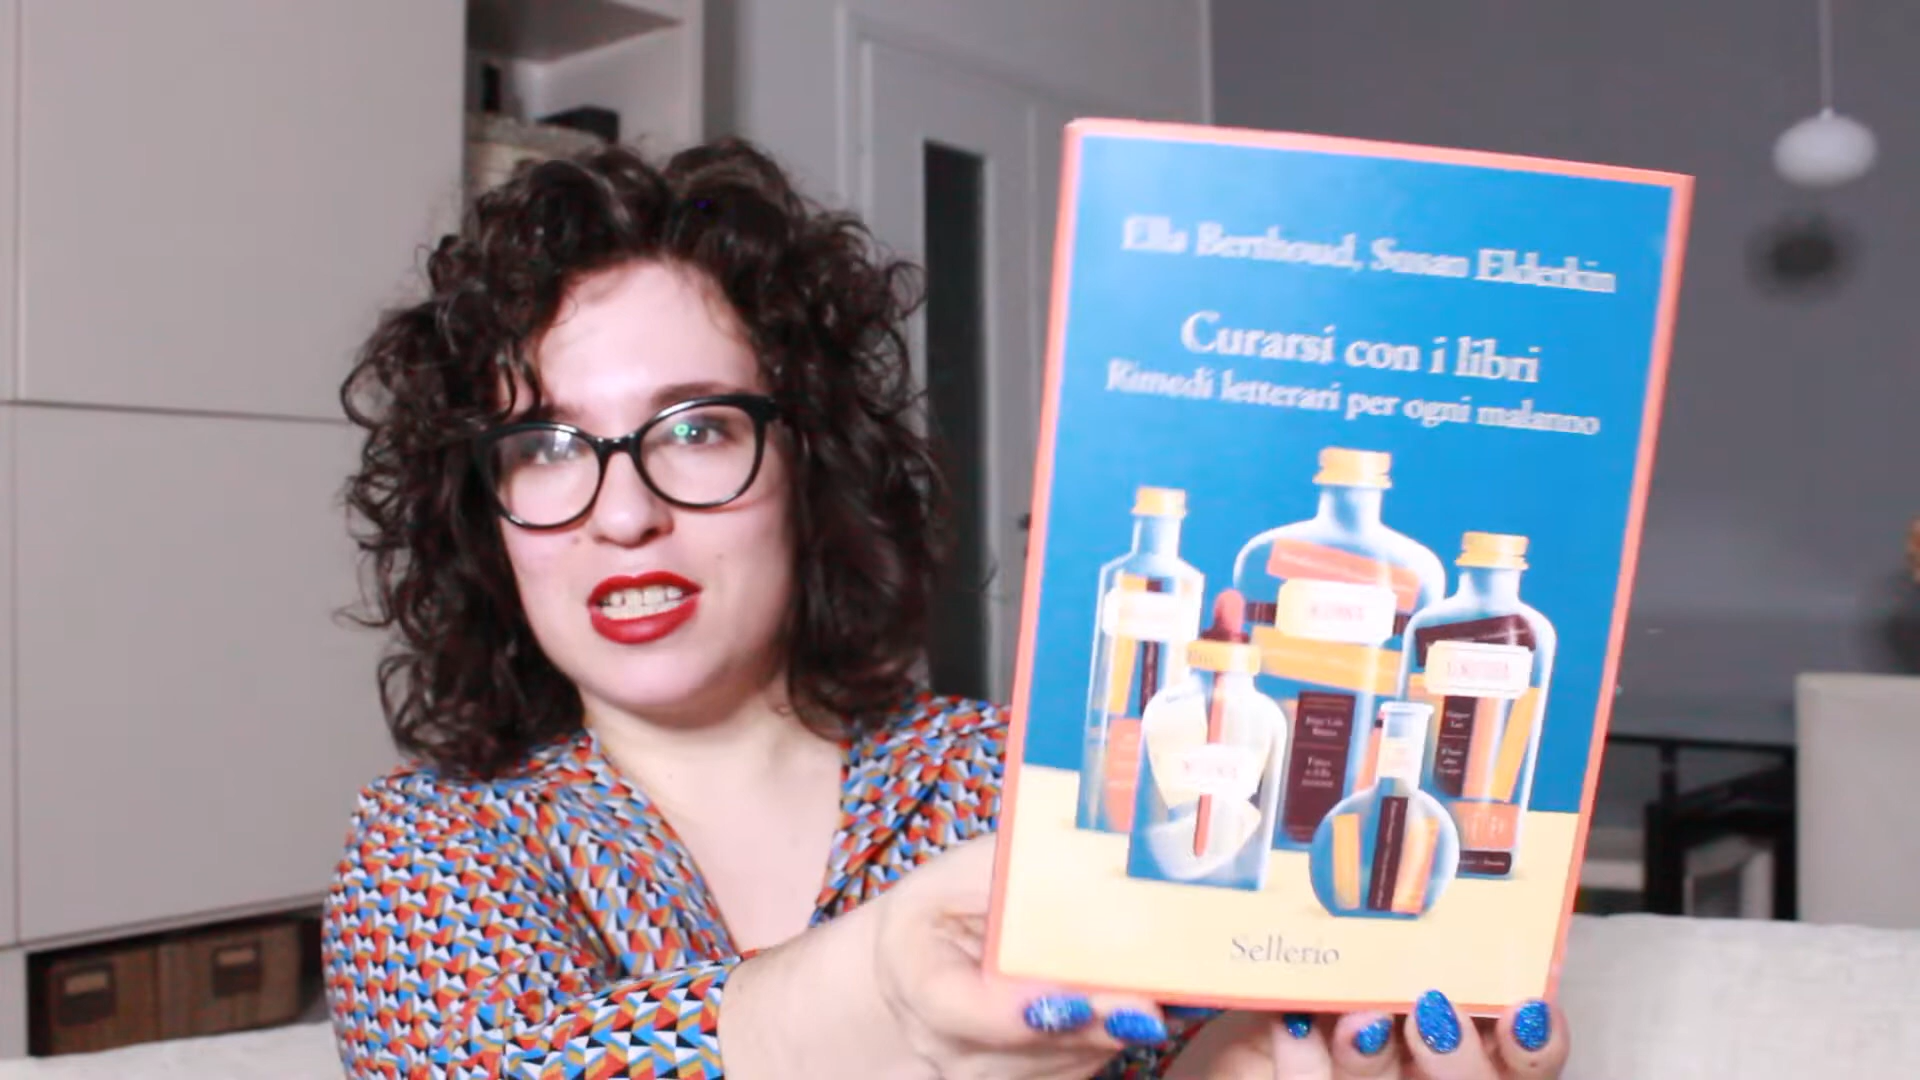 Ella Berthoud, Susan Elderkin
Curarsi con i libri
Rimedi letterari per ogni malanno
Sellerio